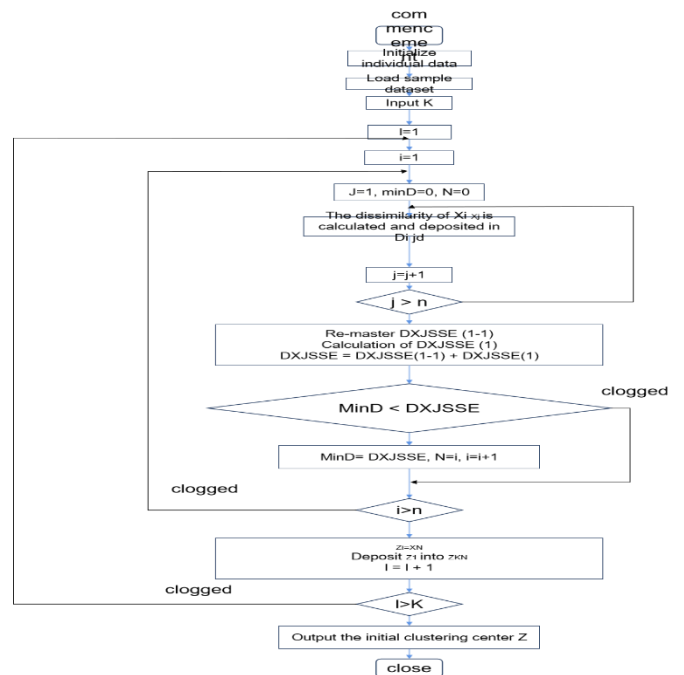 com
menc
eme
nt
Initialize
individual data
Load sample
dataset
Input K
I=1
i=1
J=1, minD=0, N=0
The dissimilarity of Xi xj is
calculated and deposited in
Di jd
j=j+1
j > n
Re-master DXJSSE (1-1)
Calculation of DXJSSE (1)
DXJSSE = DXJSSE(1-1) + DXJSSE(1)
clogged
MinD < DXJSSE
MinD= DXJSSE, N=i, i=i+1
clogged
i>n
Zi=XN
Deposit Z1 into ZKN
I = I + 1
clogged
I>K
Output the initial clustering center Z
close